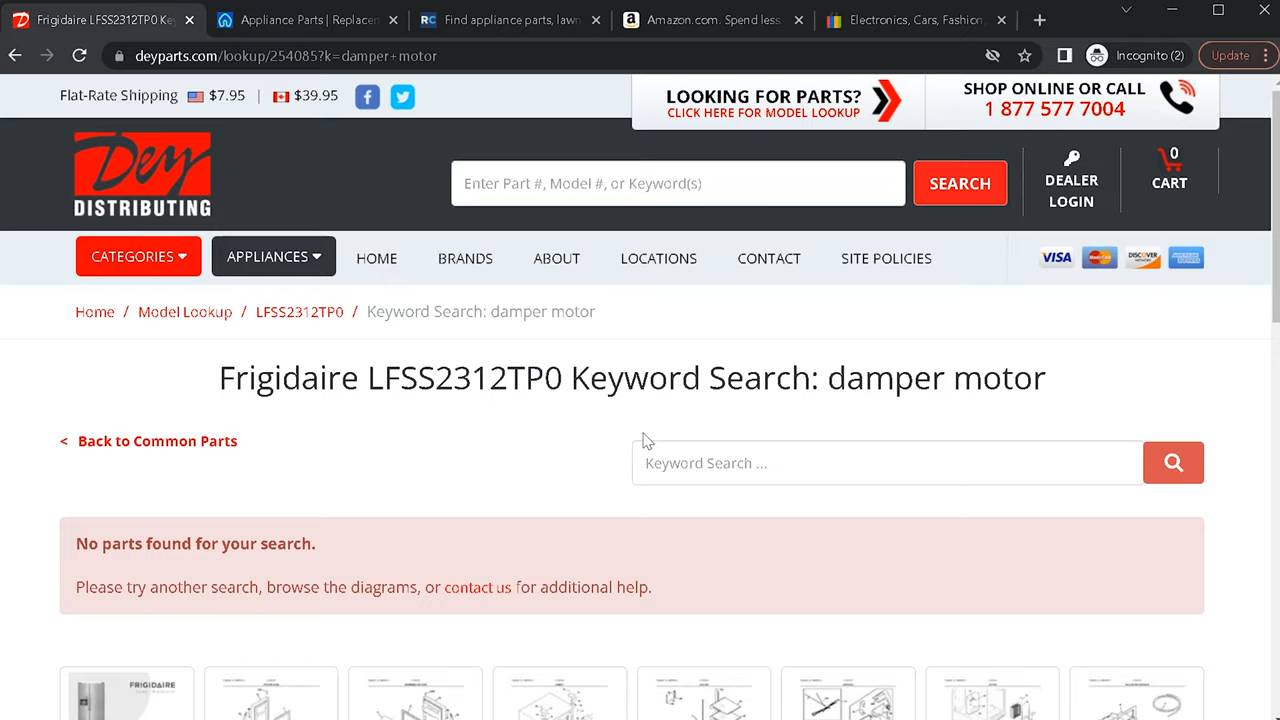 Frigidaire LFSS2312TP0 Ke
Appliance Parts | Replacen
RC Find appliance parts, lawn
Amazon.com. Spend less.
Electronics, Cars, Fashion,
deyparts.com/lookup/254085?k=damper+motor
Incognito (2)
Update
Flat-Rate Shipping $7.95 | $39.95
LOOKING FOR PARTS?
CLICK HERE FOR MODEL LOOKUP
SHOP ONLINE OR CALL
1 877 577 7004
Dey
DISTRIBUTING
Enter Part #, Model #, or Keyword(s)
SEARCH
DEALER
LOGIN
0
CART
CATEGORIES
APPLIANCES
HOME
BRANDS
ABOUT
LOCATIONS
CONTACT
SITE POLICIES
VISA
DISCOVER
Home / Model Lookup / LFSS2312TP0 / Keyword Search: damper motor
Frigidaire LFSS2312TP0 Keyword Search: damper motor
< Back to Common Parts
Keyword Search ...
No parts found for your search.
Please try another search, browse the diagrams, or contact us for additional help.
FRIGIDAIRE